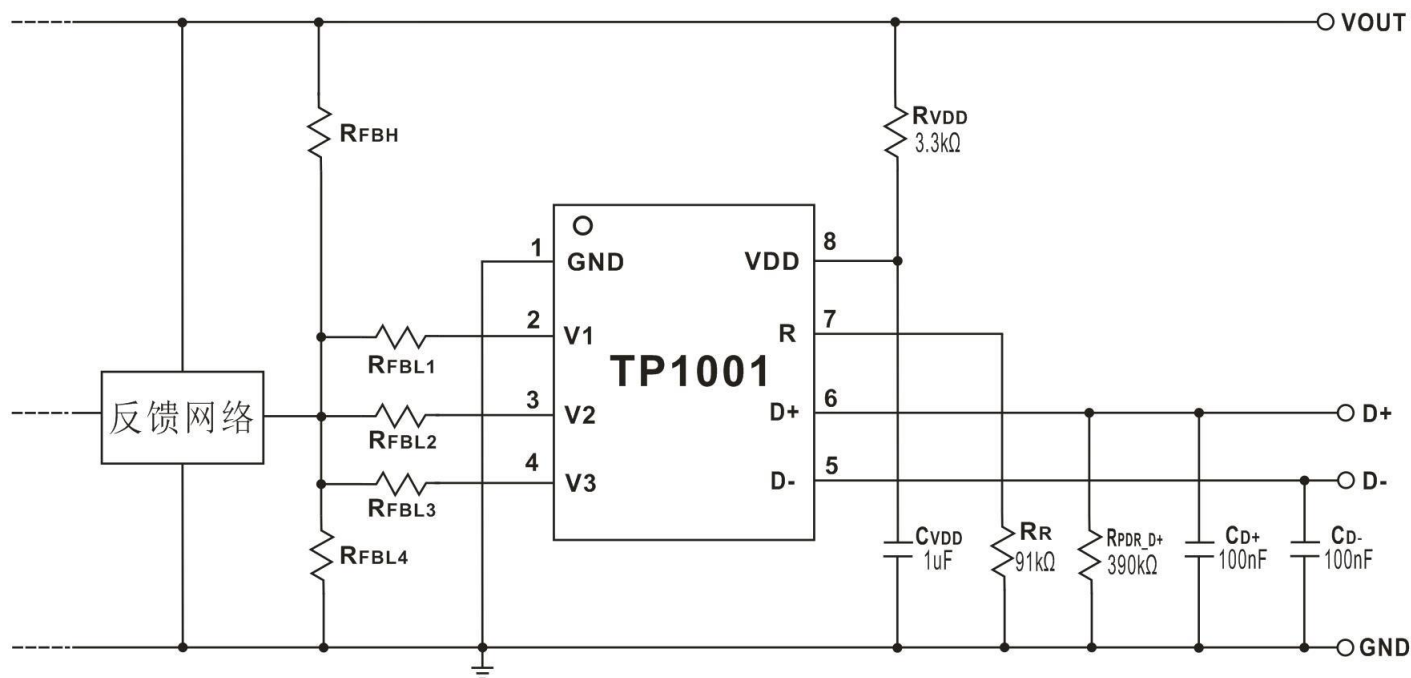 VOUT
RFBH
RVDD
3.3kΩ
1
GND
VDD
8
2
V1
R
7
RFBL1
TP1001
反馈网络
3
V2
D+
6
D+
RFBL2
4
V3
D-
5
D-
RFBL3
RFBL4
CVDD
1uF
RR
91kΩ
RPDR_D+
390kΩ
CD+
100nF
CD-
100nF
GND